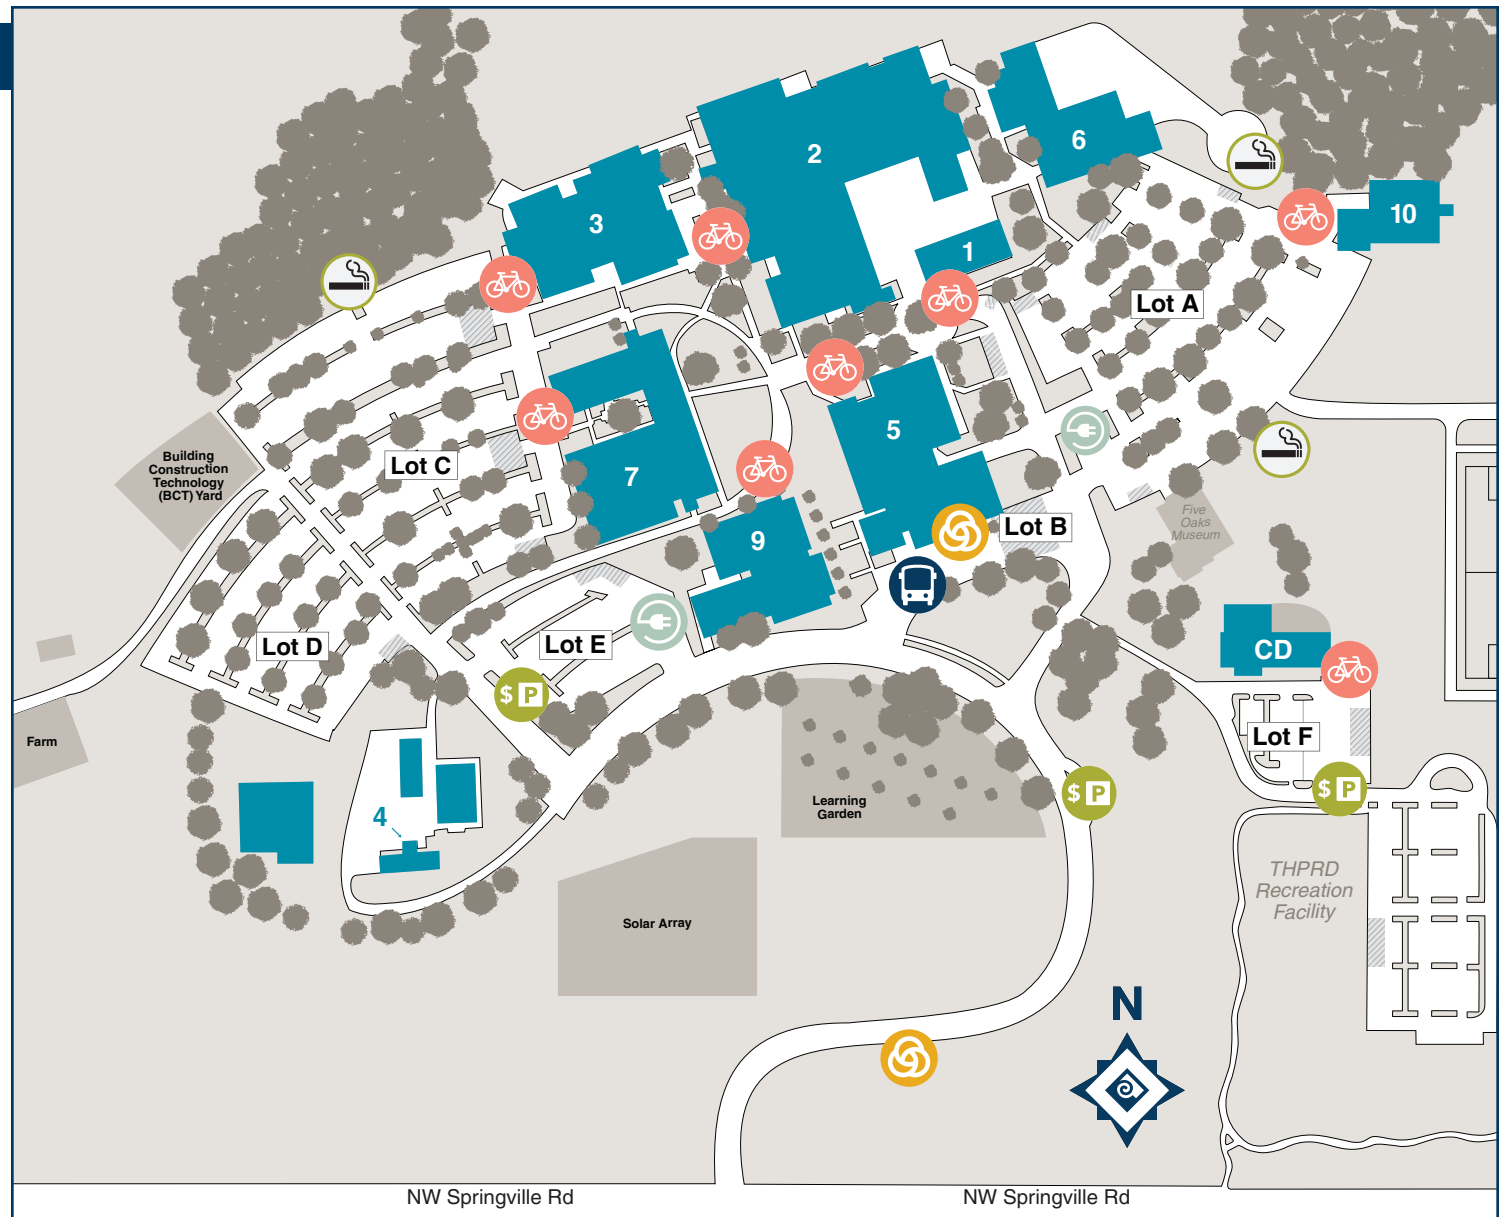 2
6
10
3
1
Lot A
Building
Construction
Technology
(BCT) Yard
Lot C
7
5
9
Lot B
Five
Oaks
Museum
Lot D
Lot E
CD
$ P
Lot F
Farm
4
Learning
Garden
$ P
$ P
THPRD
Recreation
Facility
Solar Array
N
NW Springville Rd
NW Springville Rd